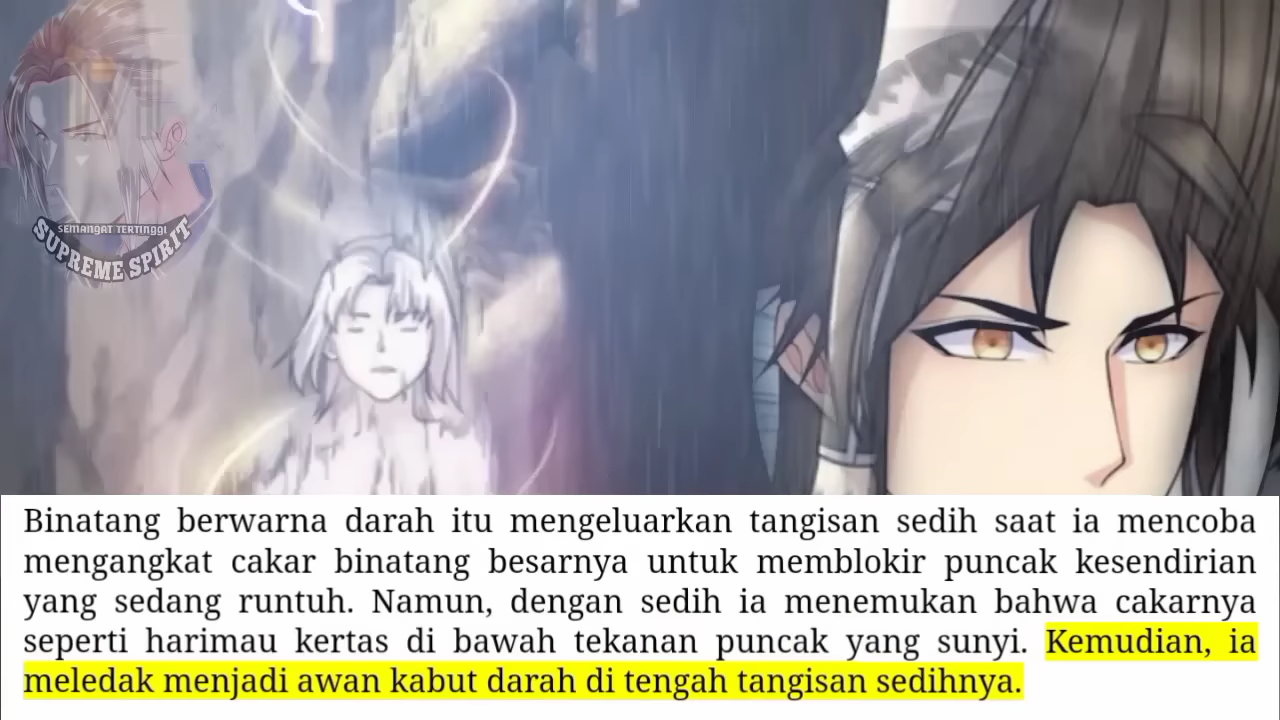 SEMANGAT TERTINGGI
SUPREME SPIRIT
Binatang berwarna darah itu mengeluarkan tangisan sedih saat ia mencoba
mengangkat cakar binatang besarnya untuk memblokir puncak kesendirian
yang sedang runtuh. Namun, dengan sedih ia menemukan bahwa cakarnya
seperti harimau kertas di bawah tekanan puncak yang sunyi. Kemudian, ia
meledak menjadi awan kabut darah di tengah tangisan sedihnya.